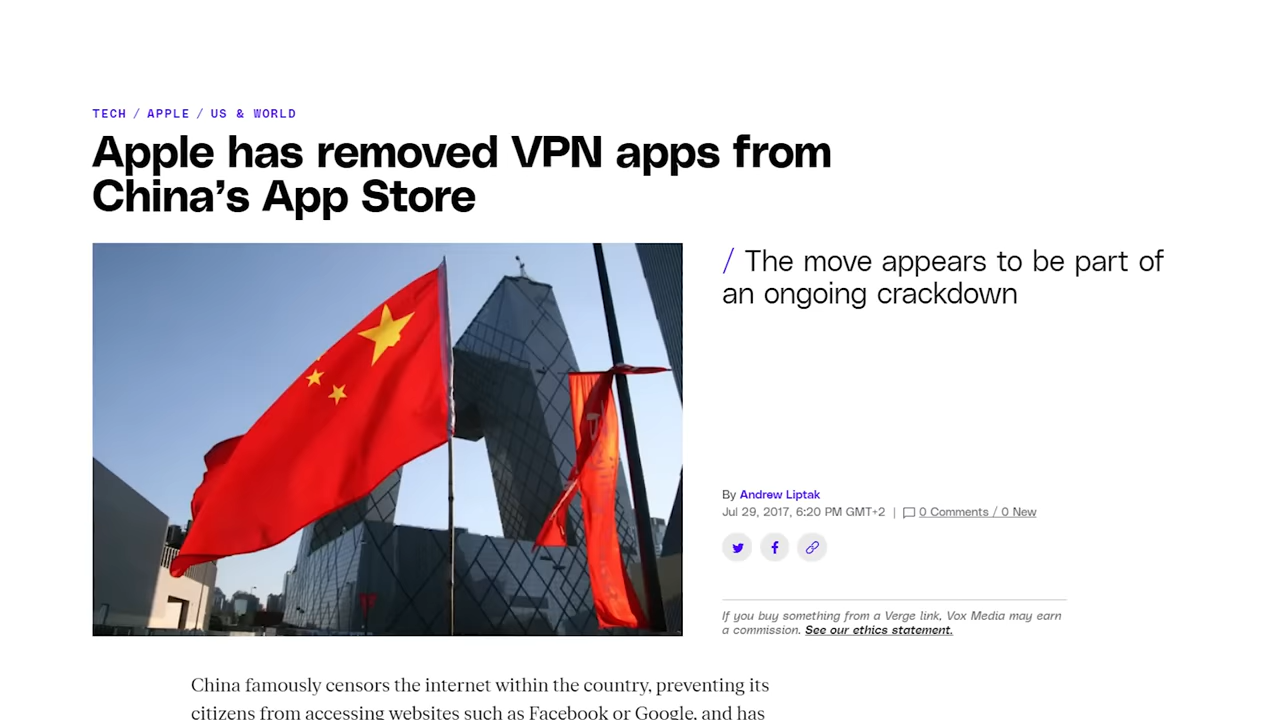 TECH / APPLE / US & WORLD
Apple has removed VPN apps from
China’s App Store
/ The move appears to be part of
an ongoing crackdown
By Andrew Liptak
Jul 29, 2017, 6:20 PM GMT+2 | 0 Comments / 0 New
If you buy something from a Verge link, Vox Media may earn
a commission. See our ethics statement.
China famously censors the internet within the country, preventing its
citizens from accessing websites such as Facebook or Google, and has